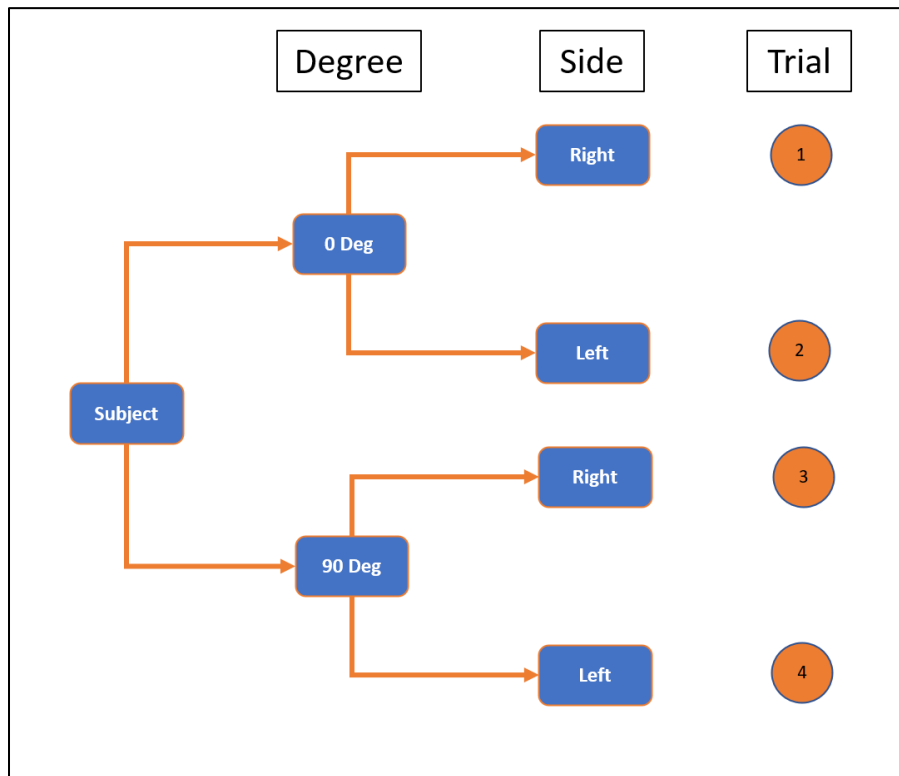 Degree
Side
Trial
Right
1
0 Deg
Left
2
Subject
Right
3
90 Deg
Left
4